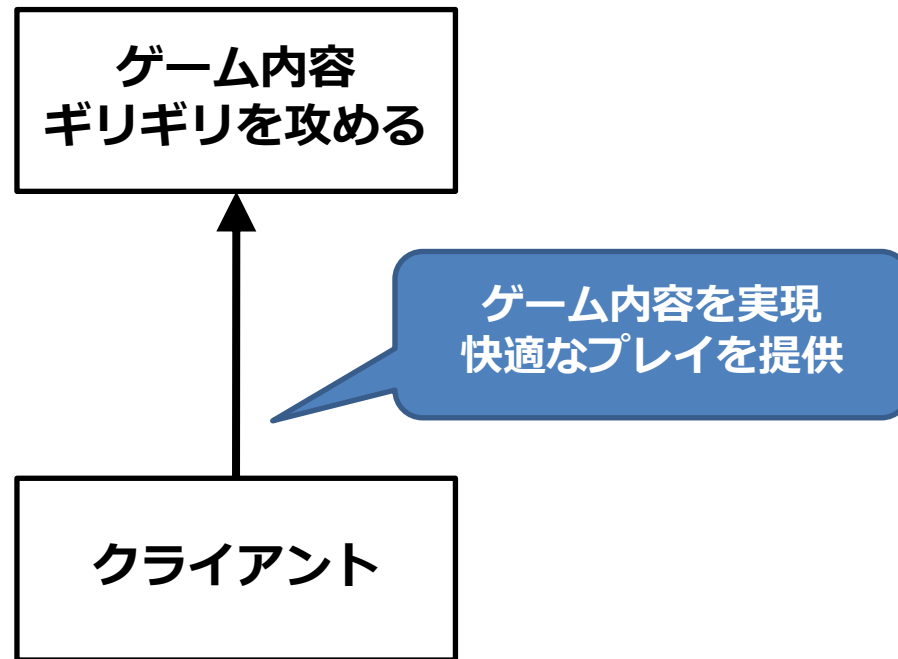 ゲーム内容
ギリギリを攻める
ゲーム内容を実現
快適なプレイを提供
クライアント